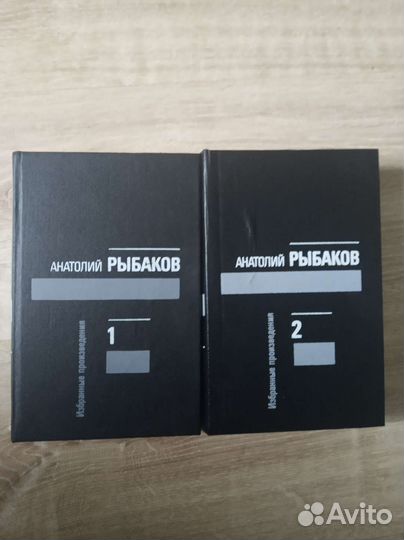 АНАТОЛИЙ РЫБАКОВ
1
Избранные произведения
АНАТОЛИЙ РЫБАКОВ
2
Избранные произведения
Avito